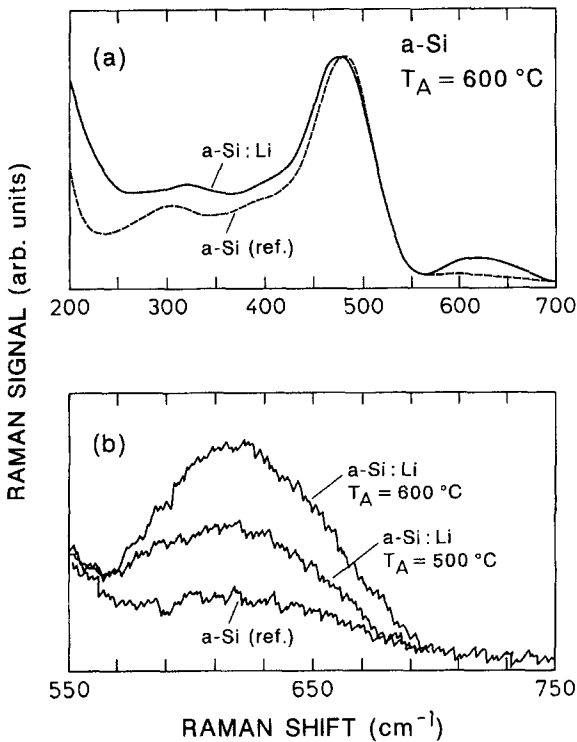 (a)
a-Si
T_A = 600 °C
a-Si : Li
a-Si (ref.)
200 300 400 500 600 700
RAMAN SIGNAL (arb. units)
(b)
a-Si : Li
T_A = 600 °C
a-Si : Li
T_A = 500 °C
a-Si (ref.)
550 650 750
RAMAN SHIFT (cm⁻¹)